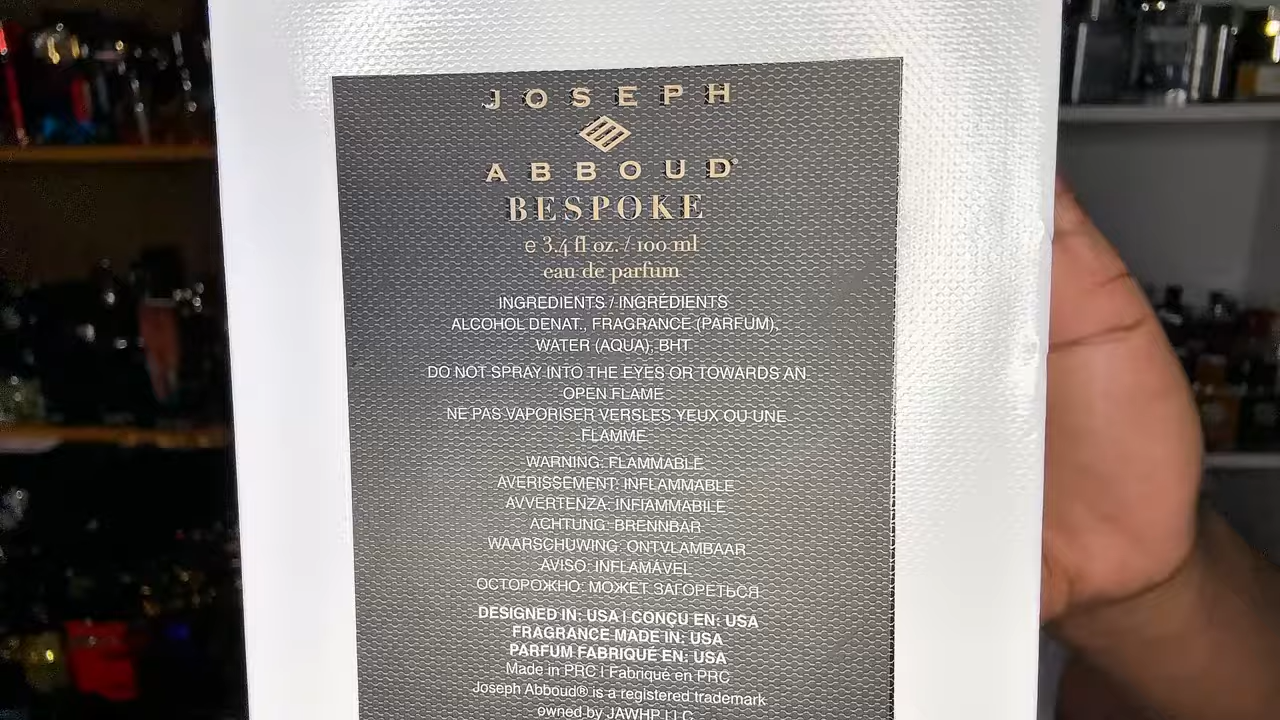 JOSEPH
ABBOUD®
BESPOKE
e 3.4 fl oz. / 100 ml
eau de parfum
INGREDIENTS / INGRÉDIENTS
ALCOHOL DENAT., FRAGRANCE (PARFUM),
WATER (AQUA), BHT
DO NOT SPRAY INTO THE EYES OR TOWARDS AN
OPEN FLAME
NE PAS VAPORISER VERSLES YEUX OU UNE
FLAMME
WARNING: FLAMMABLE
AVERISSEMENT: INFLAMMABLE
AVVERTENZA: INFIAMMABILE
ACHTUNG: BRENNBAR
WAARSCHUWING: ONTVLAMBAAR
AVISO: INFLAMÁVEL
ОСТОРОЖНО: МОЖЕТ ЗАГОРЕТЬСЯ
DESIGNED IN: USA | CONÇU EN: USA
FRAGRANCE MADE IN: USA
PARFUM FABRIQUÉ EN: USA
Made in PRC | Fabriqué en PRC
Joseph Abboud® is a registered trademark
owned by JAWHP LLC